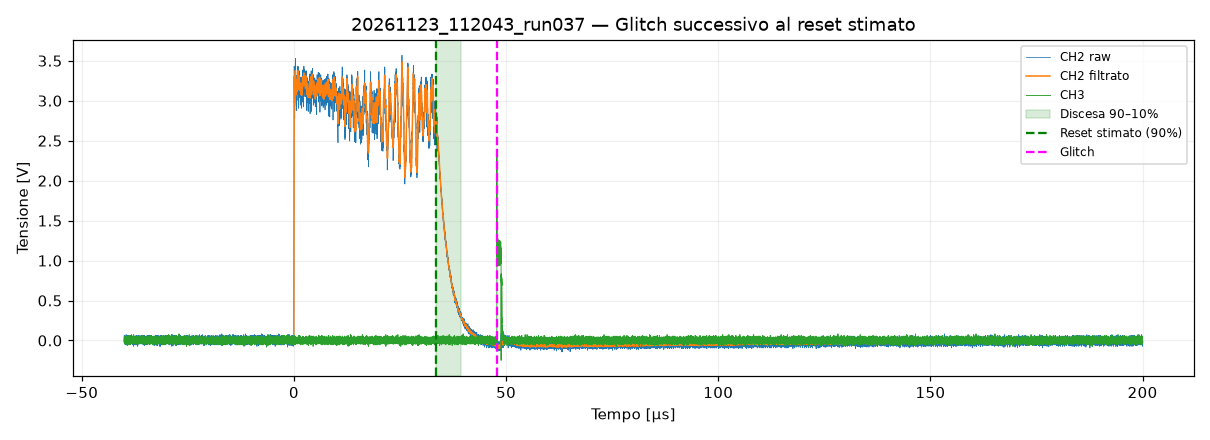 20261123_112043_run037 — Glitch successivo al reset stimato
CH2 raw
CH2 filtrato
CH3
Discesa 90–10%
Reset stimato (90%)
Glitch
Tensione [V]
3.5
3.0
2.5
2.0
1.5
1.0
0.5
0.0
−50
0
50
100
150
200
Tempo [µs]